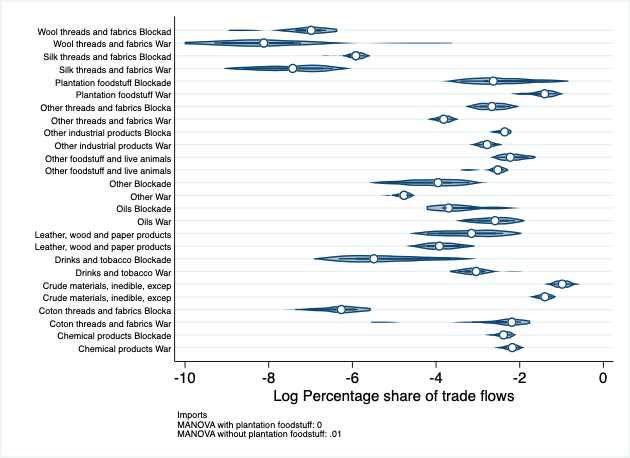 Wool threads and fabrics Blockad
Wool threads and fabrics War
Silk threads and fabrics Blockad
Silk threads and fabrics War
Plantation foodstuff Blockade
Plantation foodstuff War
Other threads and fabrics Blocka
Other threads and fabrics War
Other industrial products Blocka
Other industrial products War
Other foodstuff and live animals
Other foodstuff and live animals
Other Blockade
Other War
Oils Blockade
Oils War
Leather, wood and paper products
Leather, wood and paper products
Drinks and tobacco Blockade
Drinks and tobacco War
Crude materials, inedible, excep
Crude materials, inedible, excep
Coton threads and fabrics Blocka
Coton threads and fabrics War
Chemical products Blockade
Chemical products War
-10 -8 -6 -4 -2 0
Log Percentage share of trade flows
Imports
MANOVA with plantation foodstuff: 0
MANOVA without plantation foodstuff: .01